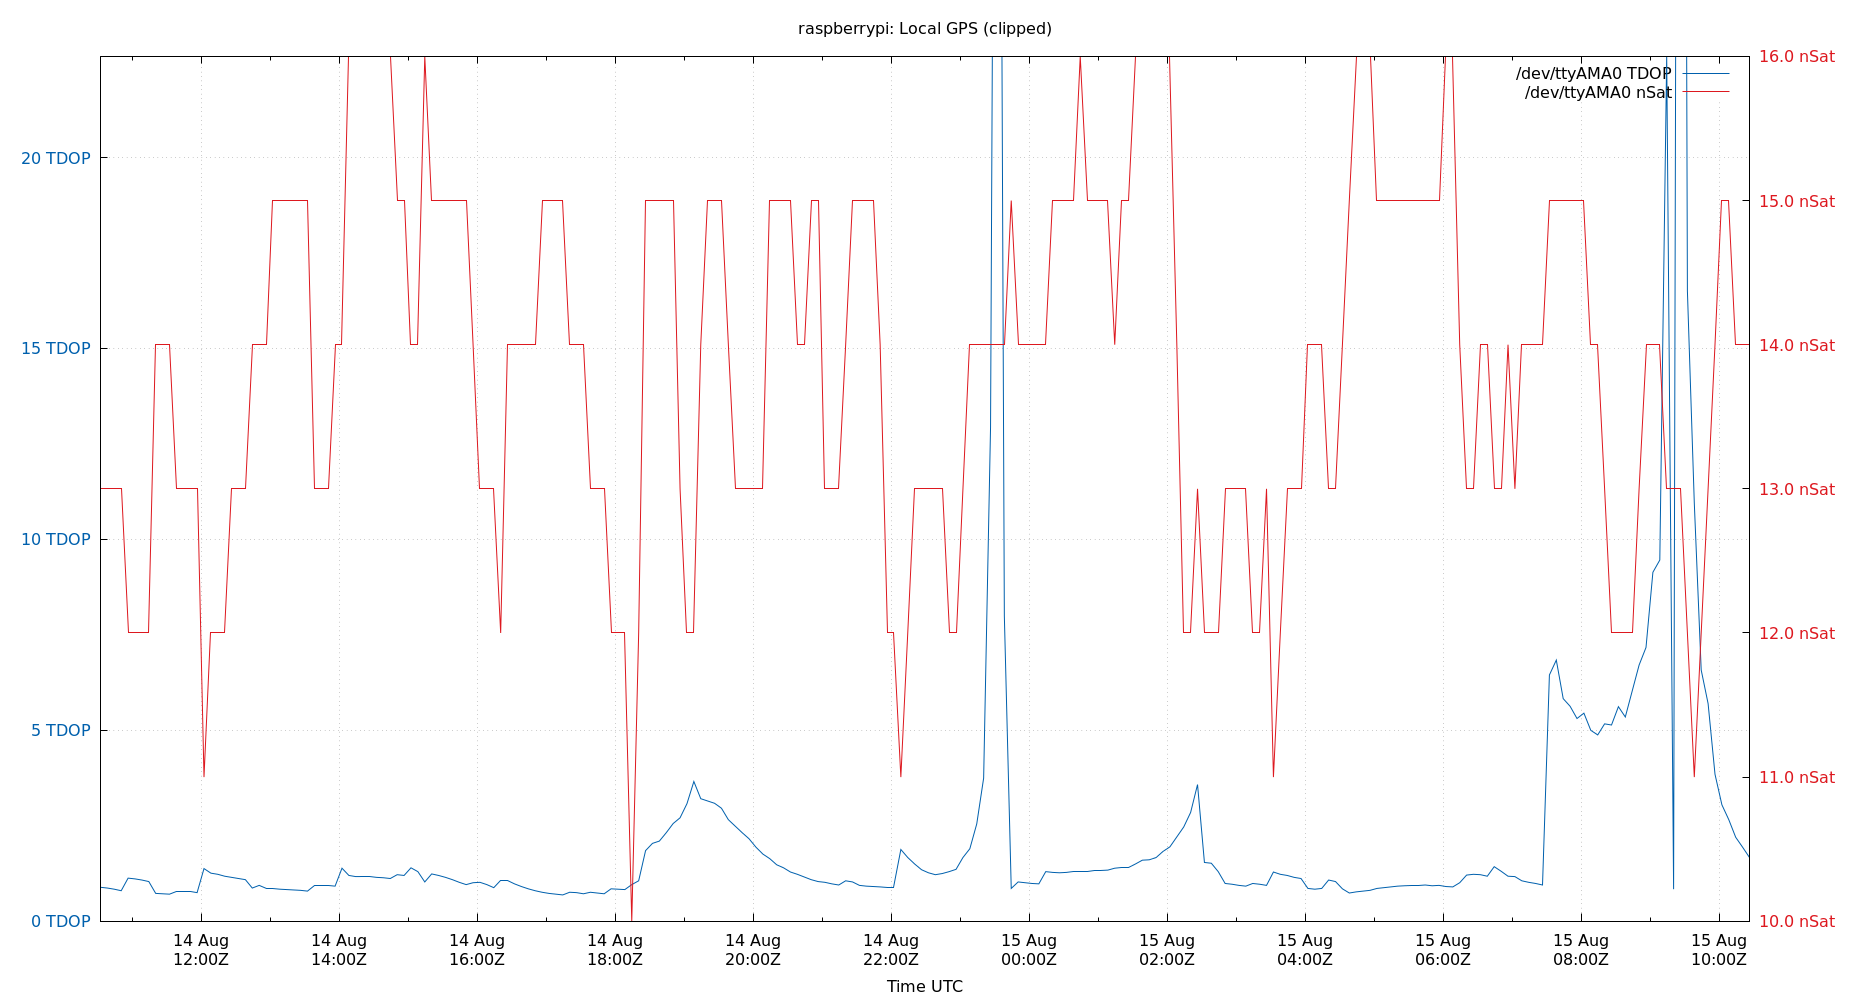 raspberrypi: Local GPS (clipped)
/dev/ttyAMA0 TDOP
/dev/ttyAMA0 nSat
20 TDOP
15 TDOP
10 TDOP
5 TDOP
0 TDOP
16.0 nSat
15.0 nSat
14.0 nSat
13.0 nSat
12.0 nSat
11.0 nSat
10.0 nSat
14 Aug 14 Aug 14 Aug 14 Aug 14 Aug 14 Aug 15 Aug 15 Aug 15 Aug 15 Aug 15 Aug 15 Aug
12:00Z 14:00Z 16:00Z 18:00Z 20:00Z 22:00Z 00:00Z 02:00Z 04:00Z 06:00Z 08:00Z 10:00Z
Time UTC